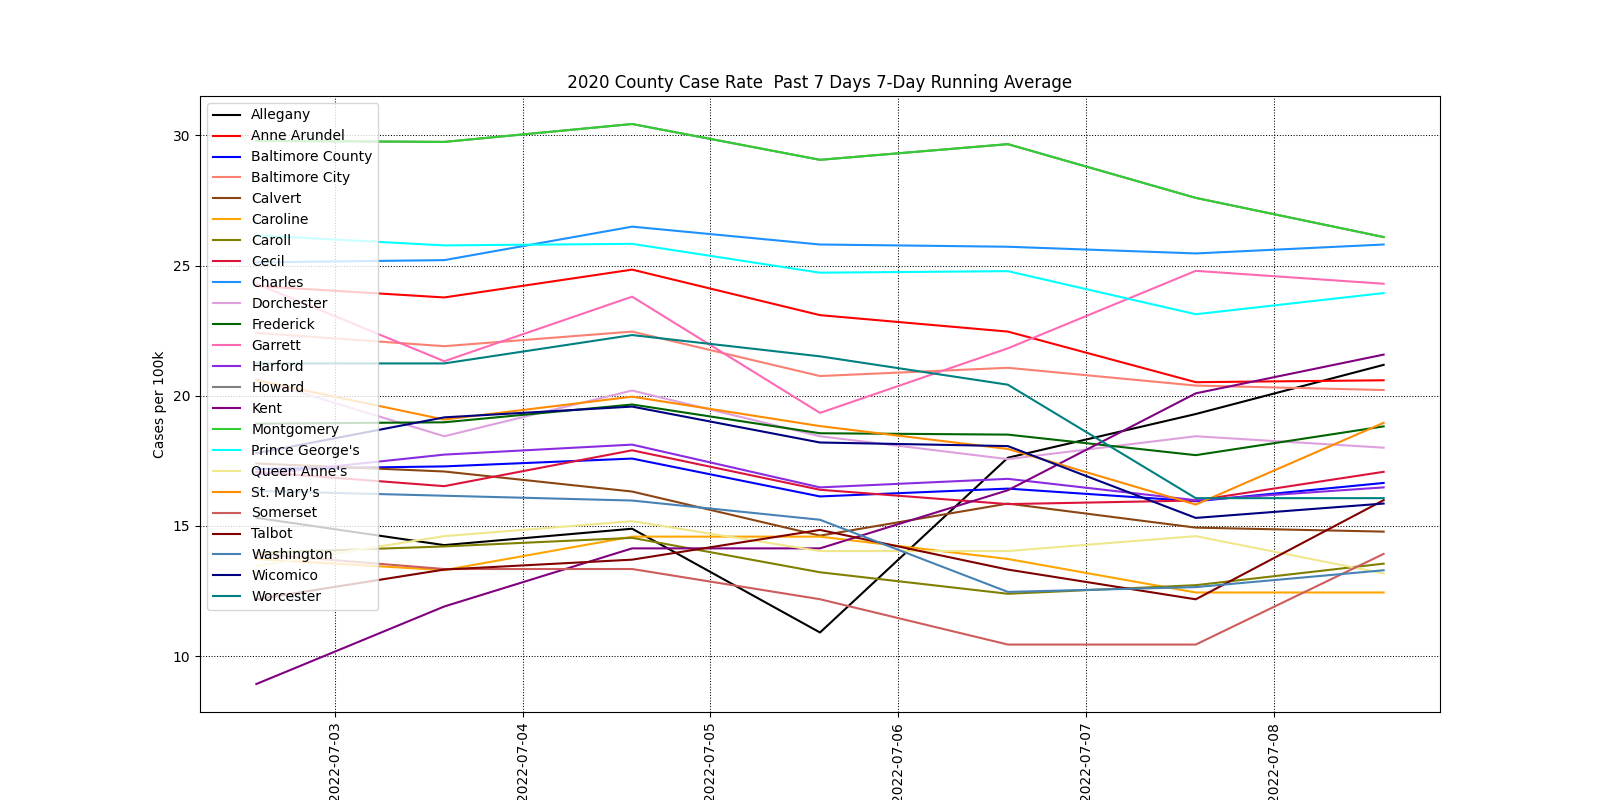 2020 County Case Rate  Past 7 Days 7-Day Running Average
Cases per 100k
30
25
20
15
10
Allegany
Anne Arundel
Baltimore County
Baltimore City
Calvert
Caroline
Caroll
Cecil
Charles
Dorchester
Frederick
Garrett
Harford
Howard
Kent
Montgomery
Prince George's
Queen Anne's
St. Mary's
Somerset
Talbot
Washington
Wicomico
Worcester
2022-07-03
2022-07-04
2022-07-05
2022-07-06
2022-07-07
2022-07-08